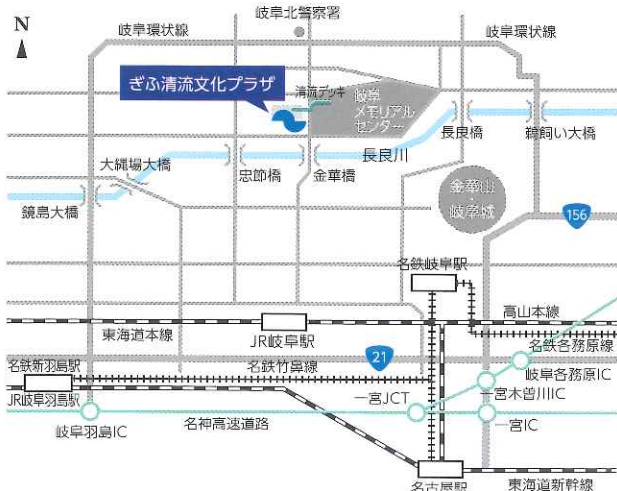 岐阜北警察署
N
岐阜環状線
岐阜環状線
ぎふ清流文化プラザ
清流デッキ
岐阜
メモリアル
センター
長良橋
鵜飼い大橋
長良川
大縄場大橋
忠節橋
金華橋
鏡島大橋
金華山
・
岐阜城
156
名鉄岐阜駅
高山本線
東海道本線
JR岐阜駅
名鉄各務原線
21
名鉄新羽島駅
名鉄竹鼻線
岐阜各務原IC
JR岐阜羽島駅
一宮JCT
一宮木曽川IC
岐阜羽島IC
名神高速道路
一宮IC
名古屋駅
東海道新幹線